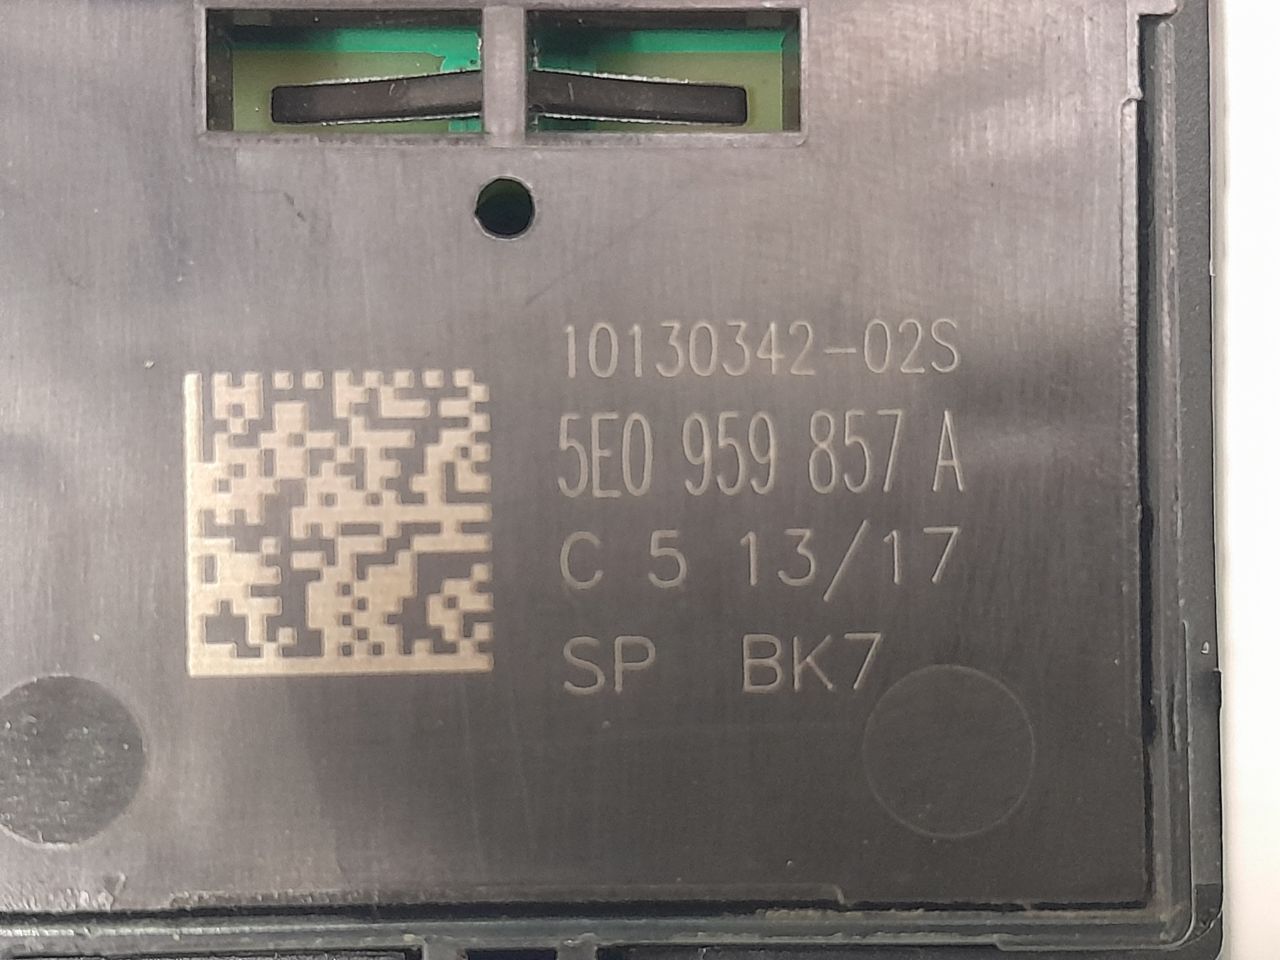 10130342-02S
5E0 959 857 A
C 5 13/17
SP BK7